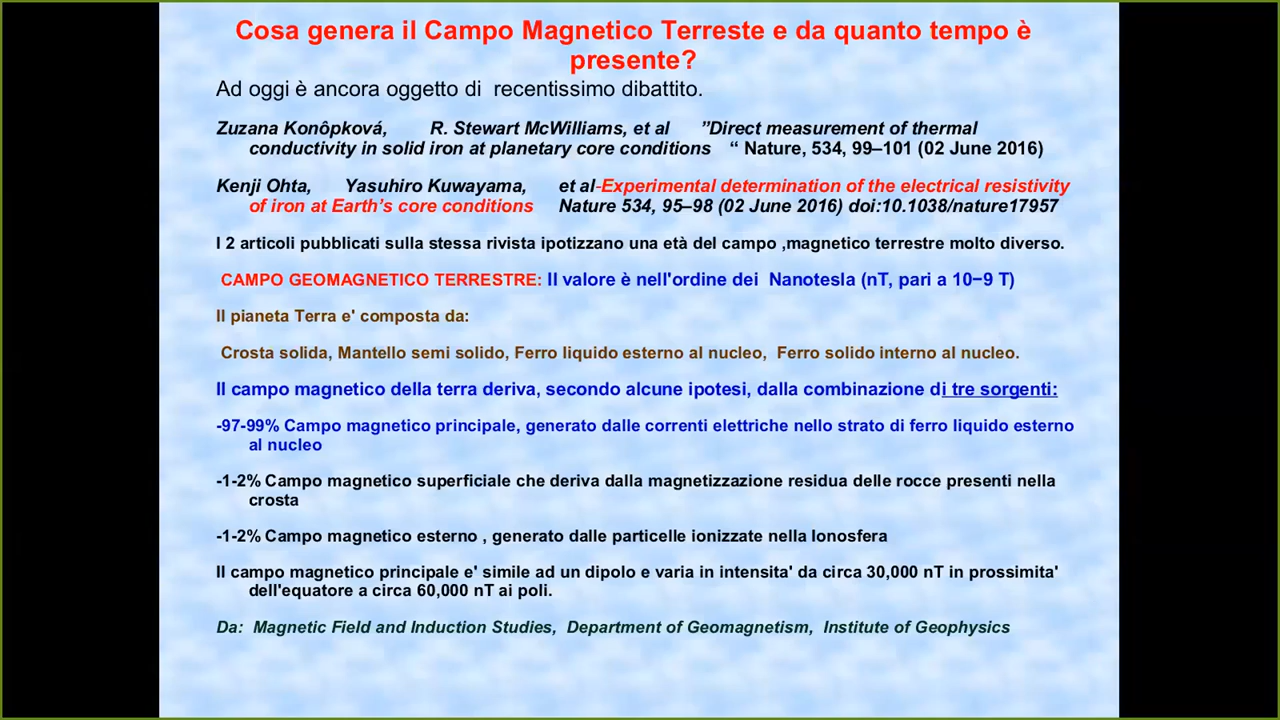 Cosa genera il Campo Magnetico Terreste e da quanto tempo è
presente?
Ad oggi è ancora oggetto di recentissimo dibattito.
Zuzana Konôpková, R. Stewart McWilliams, et al ”Direct measurement of thermal
conductivity in solid iron at planetary core conditions “ Nature, 534, 99–101 (02 June 2016)
Kenji Ohta, Yasuhiro Kuwayama, et al-Experimental determination of the electrical resistivity
of iron at Earth’s core conditions Nature 534, 95–98 (02 June 2016) doi:10.1038/nature17957
I 2 articoli pubblicati sulla stessa rivista ipotizzano una età del campo ,magnetico terrestre molto diverso.
CAMPO GEOMAGNETICO TERRESTRE: Il valore è nell'ordine dei Nanotesla (nT, pari a 10−9 T)
Il pianeta Terra e' composta da:
Crosta solida, Mantello semi solido, Ferro liquido esterno al nucleo, Ferro solido interno al nucleo.
Il campo magnetico della terra deriva, secondo alcune ipotesi, dalla combinazione di tre sorgenti:
-97-99% Campo magnetico principale, generato dalle correnti elettriche nello strato di ferro liquido esterno
al nucleo
-1-2% Campo magnetico superficiale che deriva dalla magnetizzazione residua delle rocce presenti nella
crosta
-1-2% Campo magnetico esterno , generato dalle particelle ionizzate nella Ionosfera
Il campo magnetico principale e' simile ad un dipolo e varia in intensita' da circa 30,000 nT in prossimita'
dell'equatore a circa 60,000 nT ai poli.
Da: Magnetic Field and Induction Studies, Department of Geomagnetism, Institute of Geophysics